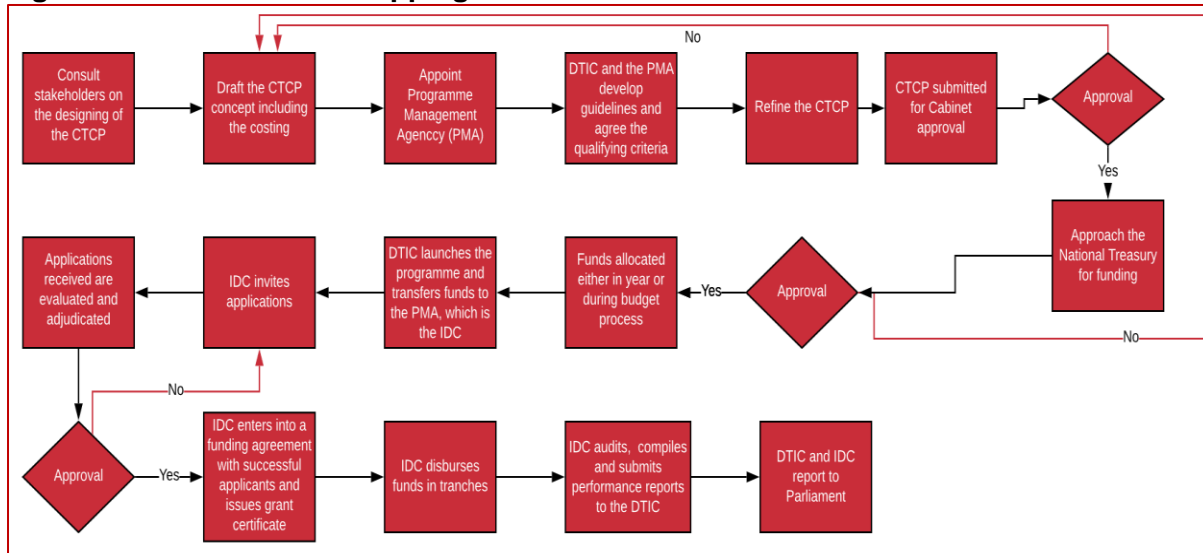 No
Consult
stakeholders on
the designing of
the CTCP
Draft the CTCP
concept including
the costing
Appoint
Programme
Management
Agenccy (PMA)
DTIC and the PMA
develop
guidelines and
agree the
qualifying criteria
Refine the CTCP
CTCP submitted
for Cabinet
approval
Approval
Yes
Approach the
National Treasury
for funding
No
Approval
Yes
Funds allocated
either in year or
during budget
process
DTIC launches the
programme and
transfers funds to
the PMA, which is
the IDC
IDC invites
applications
Applications
received are
evaluated and
adjudicated
No
Approval
Yes
IDC enters into a
funding agreement
with successful
applicants and
issues grant
certificate
IDC disburses
funds in tranches
IDC audits, compiles
and submits
performance reports
to the DTIC
DTIC and IDC
report to
Parliament